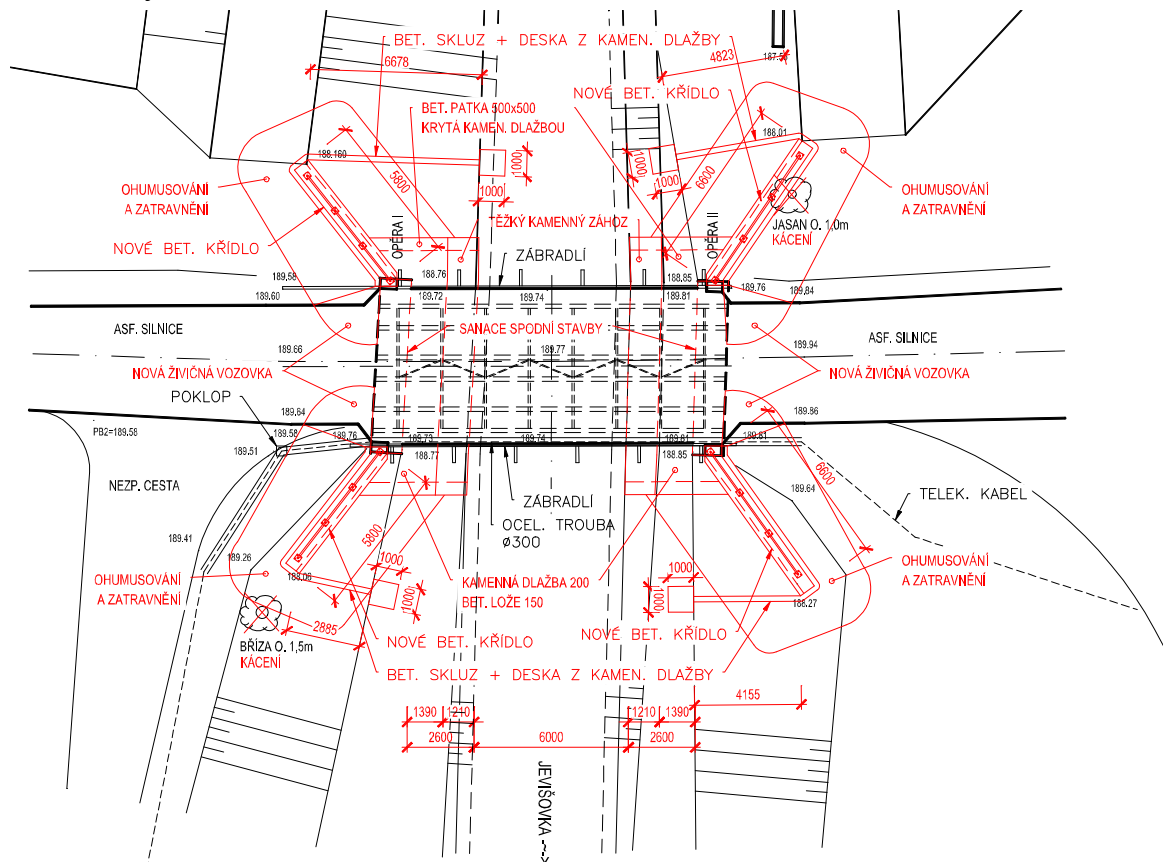 BET. SKLUZ + DESKA Z KAMEN. DLAŽBY
6678
4823
187.56
NOVÉ BET. KŘÍDLO
BET. PATKA 500x500
KRYTÁ KAMEN. DLAŽBOU
188.01
188.160
1000
1000
5800
1000
1000
6600
OHUMUSOVÁNÍ
A ZATRAVNĚNÍ
OHUMUSOVÁNÍ
A ZATRAVNĚNÍ
JASAN O. 1,0m
KÁCENÍ
NOVÉ BET. KŘÍDLO
OPĚRA I
TĚŽKÝ KAMENNÝ ZÁHOZ
OPĚRA II
ZÁBRADLÍ
189.58
188.76
188.85
189.60
189.72
189.74
189.81
189.76
189.84
ASF. SILNICE
SANACE SPODNÍ STAVBY
ASF. SILNICE
189.66
189.77
189.94
NOVÁ ŽIVIČNÁ VOZOVKA
NOVÁ ŽIVIČNÁ VOZOVKA
POKLOP
189.64
189.86
PB2=189.58
189.58
189.76
189.73
189.74
189.81
189.81
189.51
188.77
188.85
NEZP. CESTA
ZÁBRADLÍ
OCEL. TROUBA
Ø300
189.64
6600
TELEK. KABEL
189.41
189.26
5800
OHUMUSOVÁNÍ
A ZATRAVNĚNÍ
188.06
1000
1000
KAMENNÁ DLAŽBA 200
BET. LOŽE 150
1000
1000
188.27
OHUMUSOVÁNÍ
A ZATRAVNĚNÍ
2885
BŘÍZA O. 1,5m
KÁCENÍ
NOVÉ BET. KŘÍDLO
NOVÉ BET. KŘÍDLO
BET. SKLUZ + DESKA Z KAMEN. DLAŽBY
4155
1390
1210
1210
1390
2600
6000
2600
JEVIŠOVKA